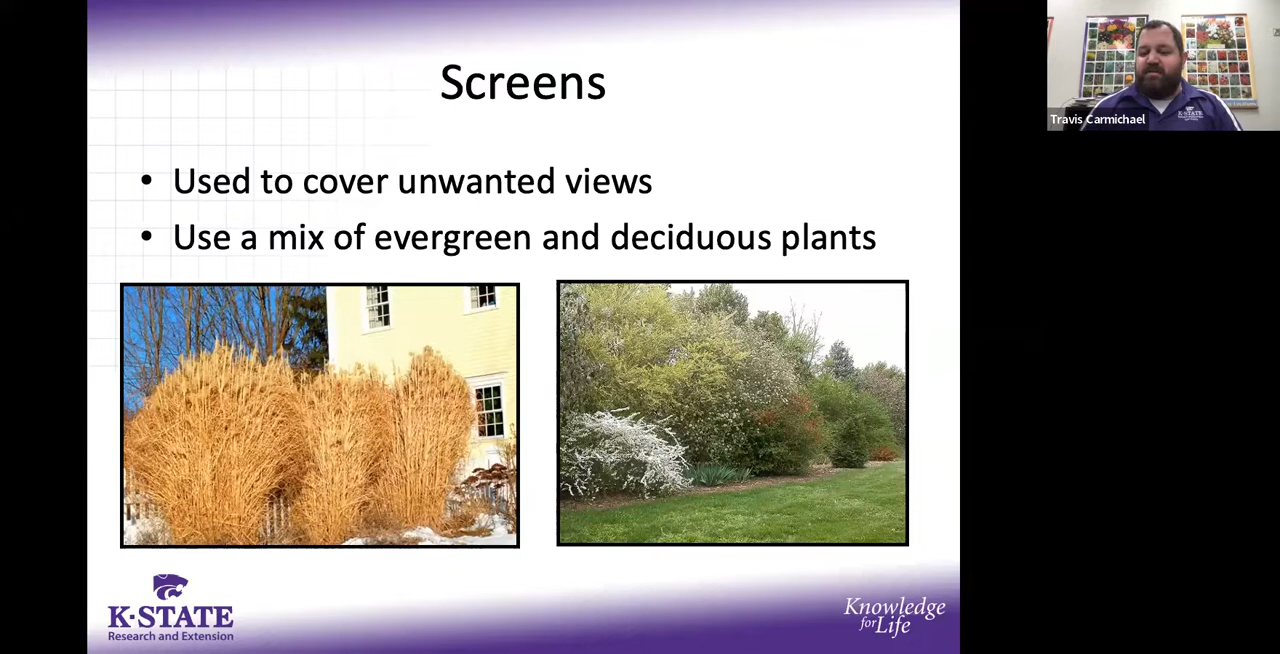 Screens
• Used to cover unwanted views
• Use a mix of evergreen and deciduous plants
K-STATE
Research and Extension
Knowledge
for Life
Travis Carmichael
K-STATE